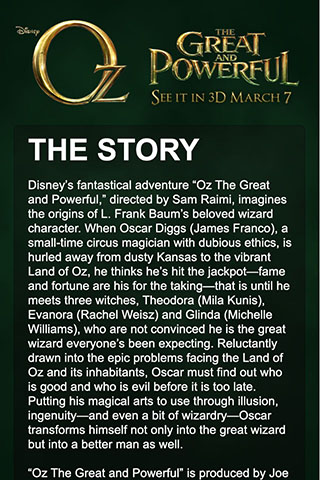 Disney
OZ
THE
GREAT
AND
POWERFUL
SEE IT IN 3D MARCH 7
THE STORY
Disney's fantastical adventure “Oz The Great
and Powerful,” directed by Sam Raimi, imagines
the origins of L. Frank Baum's beloved wizard
character. When Oscar Diggs (James Franco), a
small-time circus magician with dubious ethics, is
hurled away from dusty Kansas to the vibrant
Land of Oz, he thinks he's hit the jackpot—fame
and fortune are his for the taking—that is until he
meets three witches, Theodora (Mila Kunis),
Evanora (Rachel Weisz) and Glinda (Michelle
Williams), who are not convinced he is the great
wizard everyone's been expecting. Reluctantly
drawn into the epic problems facing the Land of
Oz and its inhabitants, Oscar must find out who
is good and who is evil before it is too late.
Putting his magical arts to use through illusion,
ingenuity—and even a bit of wizardry—Oscar
transforms himself not only into the great wizard
but into a better man as well.
“Oz The Great and Powerful” is produced by Joe